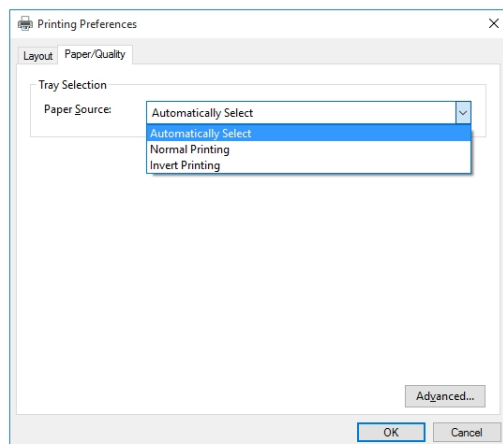 Printing Preferences
Layout Paper/Quality
Tray Selection
Paper Source: Automatically Select
Automatically Select
Normal Printing
Invert Printing
Advanced...
OK Cancel